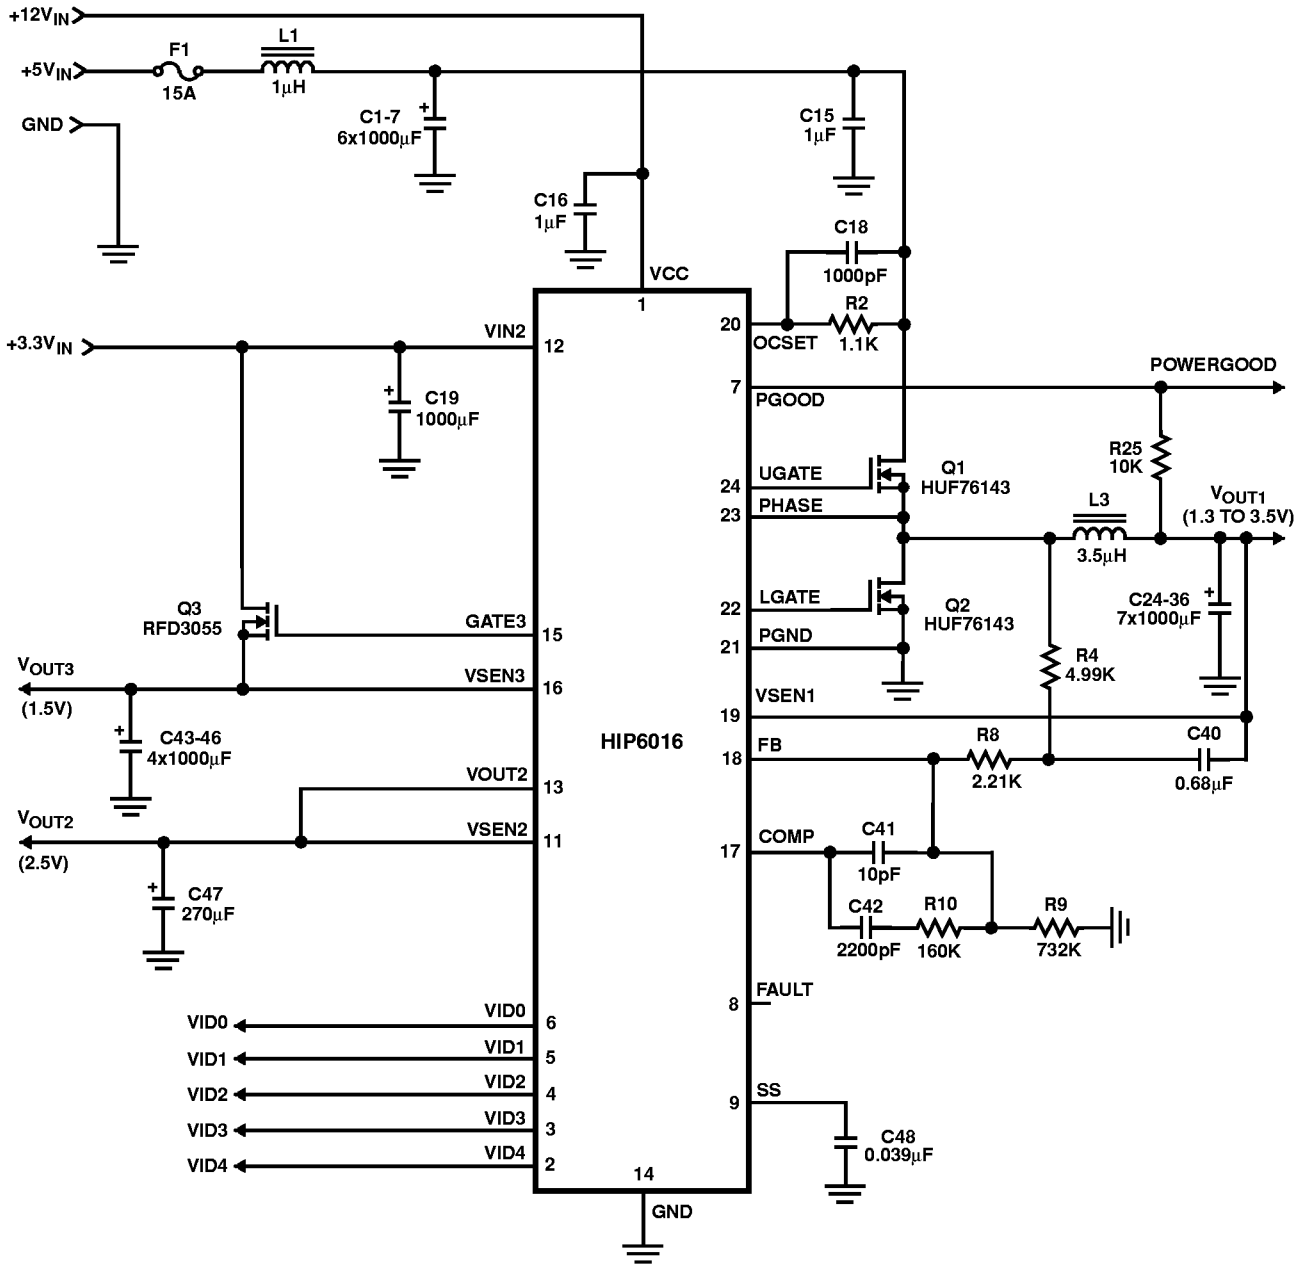 +12VIN
F1
L1
+5VIN
15A
1µH
GND
C1-7
6x1000µF
+
C15
1µF
C16
1µF
C18
1000pF
VCC
1
R2
1.1K
20
OCSET
+3.3VIN
VIN2
12
+
C19
1000µF
7
PGOOD
POWERGOOD
R25
10K
UGATE
24
Q1
HUF76143
PHASE
23
L3
3.5µH
VOUT1
(1.3 TO 3.5V)
LGATE
22
Q2
HUF76143
+
C24-36
7x1000µF
Q3
RFD3055
GATE3
15
PGND
21
R4
4.99K
VOUT3
(1.5V)
VSEN3
16
VSEN1
19
+
C43-46
4x1000µF
HIP6016
FB
18
R8
2.21K
C40
0.68µF
VOUT2
13
VOUT2
(2.5V)
VSEN2
11
COMP
17
C41
10pF
+
C47
270µF
C42
2200pF
R10
160K
R9
732K
FAULT
8
VID0
VID0
6
VID1
VID1
5
VID2
VID2
4
VID3
VID3
3
VID4
VID4
2
SS
9
C48
0.039µF
14
GND